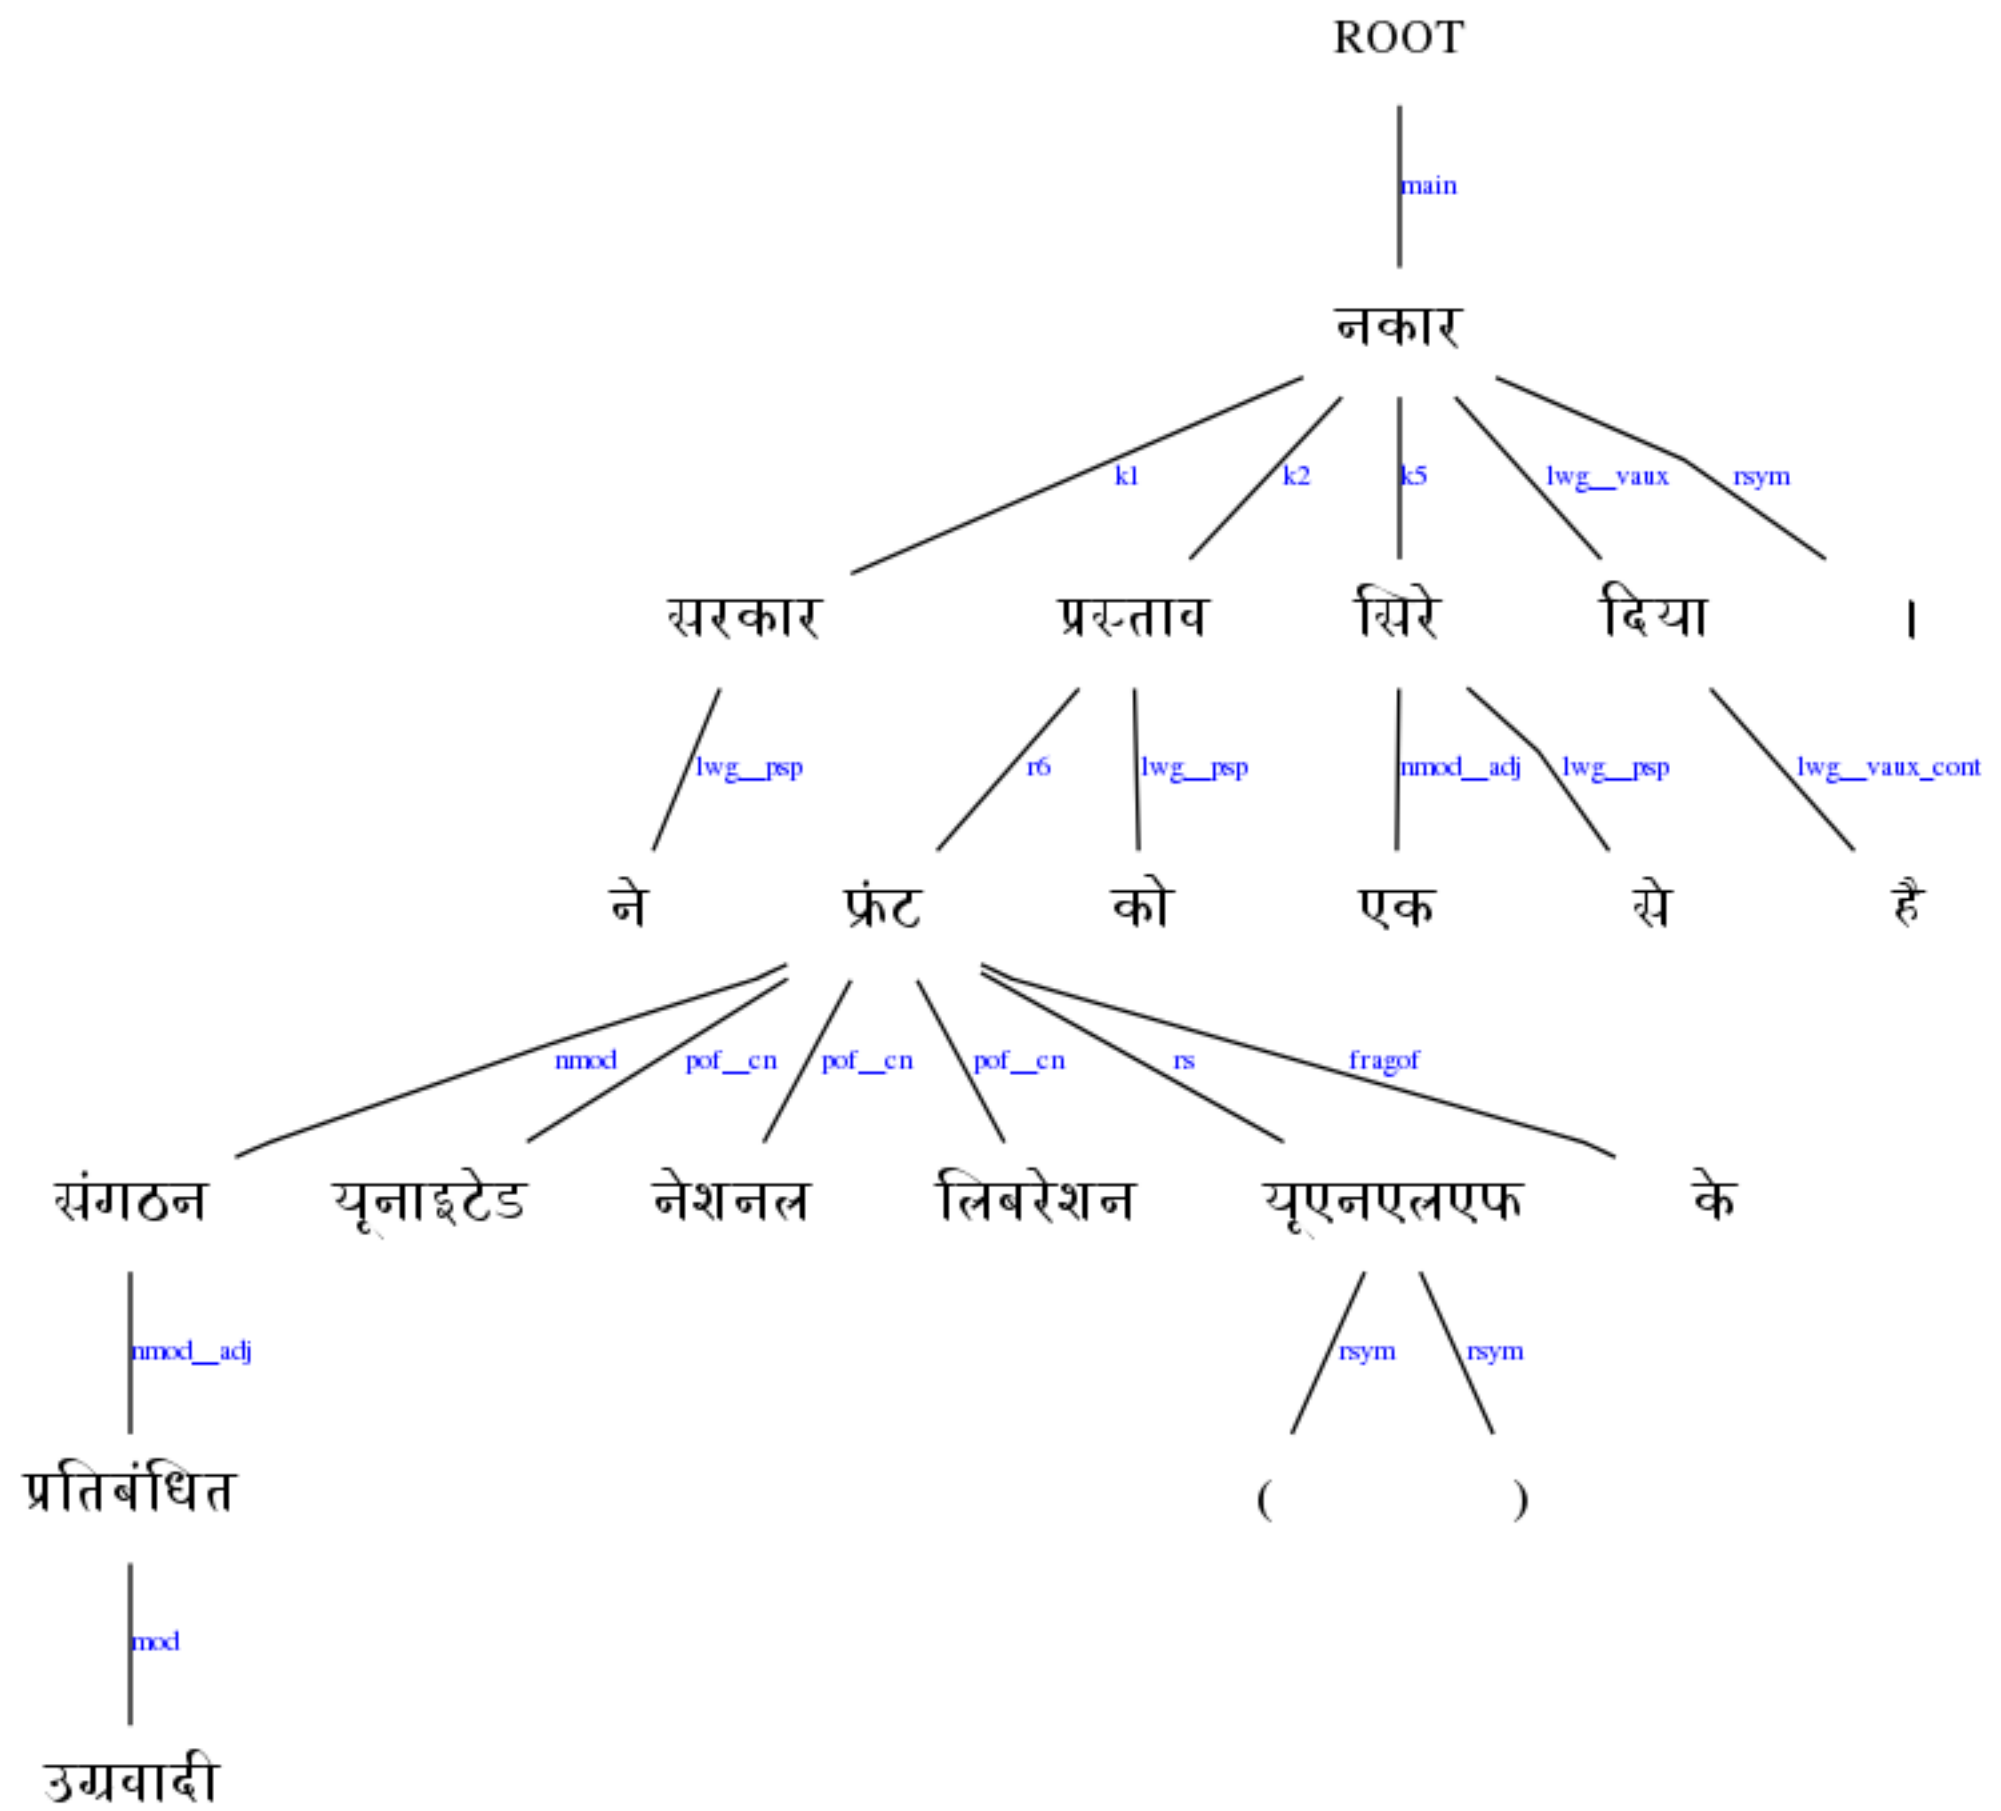 ROOT
main
नकार
k1 k2 k5 lwg__vaux rsym
सरकार प्रस्ताव सिरे दिया ।
lwg__psp r6 lwg__psp nmod__adj lwg__psp lwg__vaux_cont
ने फ्रंट को एक से है
nmod pof__cn pof__cn pof__cn rs fragof
संगठन यूनाइटेड नेशनल लिबरेशन यूएनएलएफ के
nmod__adj rsym rsym
प्रतिबंधित ( )
mod
उग्रवादी